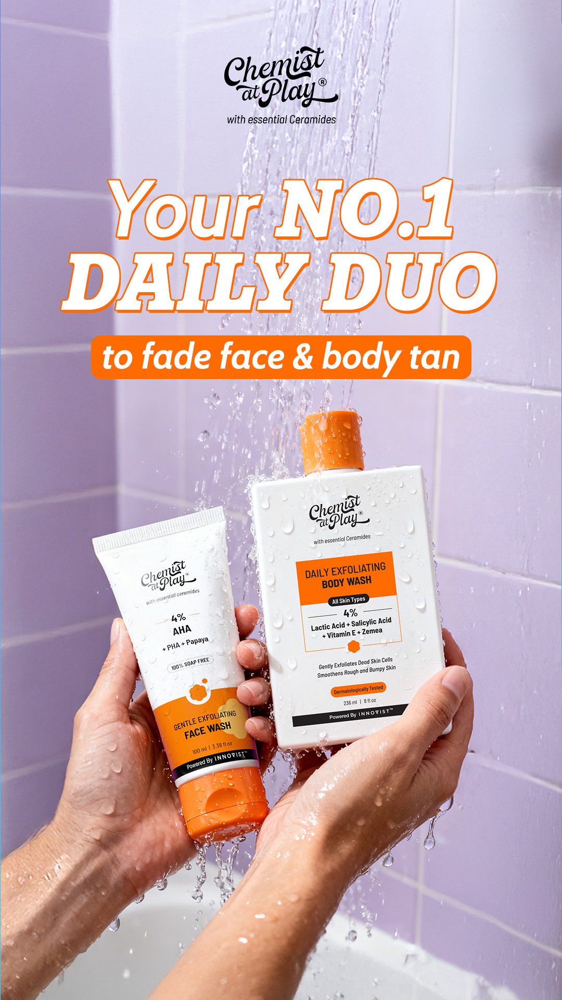 Chemist
at Play®
with essential Ceramides
Your NO.1
DAILY DUO
to fade face & body tan
Chemist
at Play®
with essential ceramides
4%
AHA
+ PHA + Papaya
100% SOAP FREE
GENTLE EXFOLIATING
FACE WASH
100 ml | 3.38 fl oz
Powered By INNOVIST™
Chemist
at Play®
with essential Ceramides
DAILY EXFOLIATING
BODY WASH
All Skin Types
4%
Lactic Acid + Salicylic Acid
+ Vitamin E + Zemea
Gently Exfoliates Dead Skin Cells
Smoothens Rough and Bumpy Skin
Dermatologically Tested
236 ml | 8 fl oz
Powered By INNOVIST™